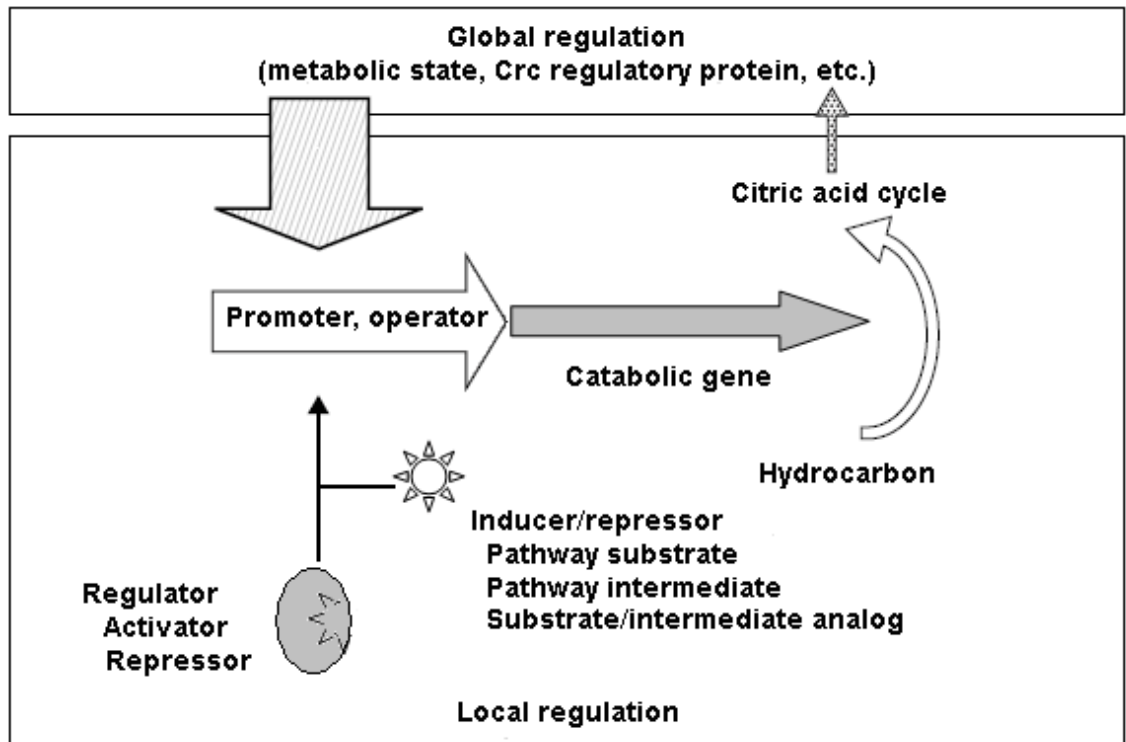 Global regulation
(metabolic state, Crc regulatory protein, etc.)
Citric acid cycle
Promoter, operator
Catabolic gene
Hydrocarbon
Inducer/repressor
Pathway substrate
Pathway intermediate
Substrate/intermediate analog
Regulator
Activator
Repressor
Local regulation